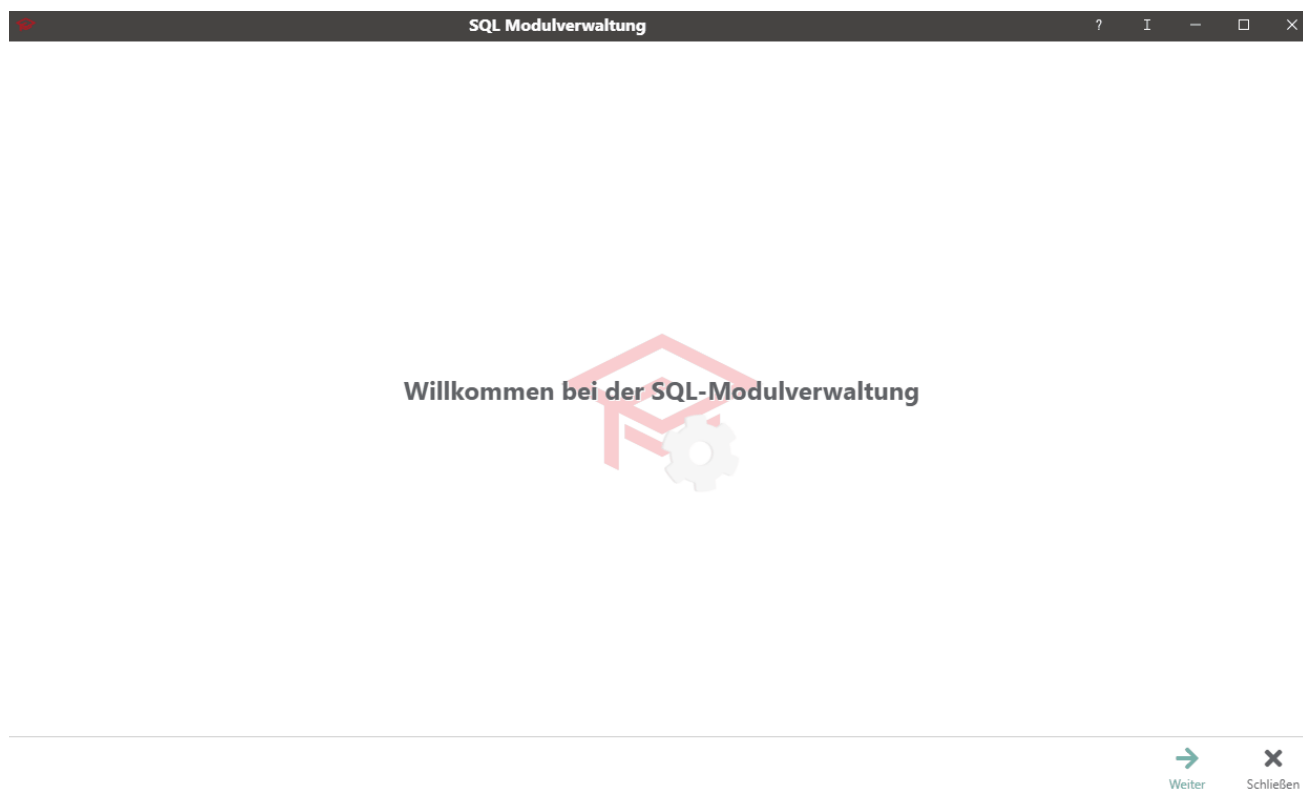 SQL Modulverwaltung
Willkommen bei der SQL-Modulverwaltung
Weiter
Schließen